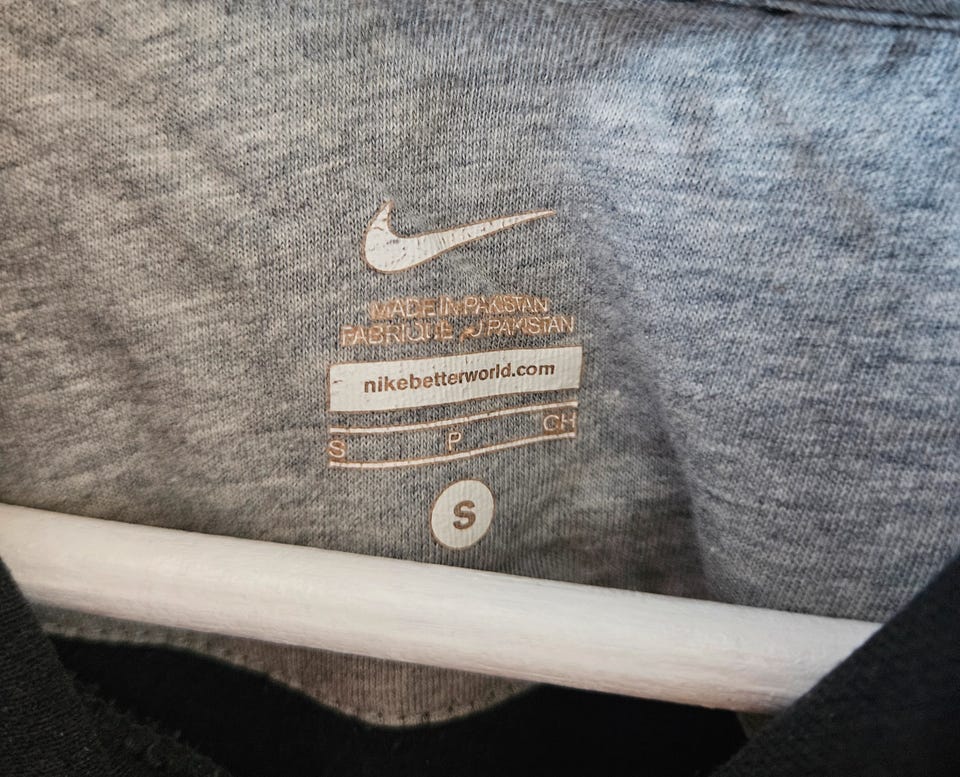 MADE IN PAKISTAN
FABRIQUÉ AU PAKISTAN
nikebetterworld.com
S P CH
S